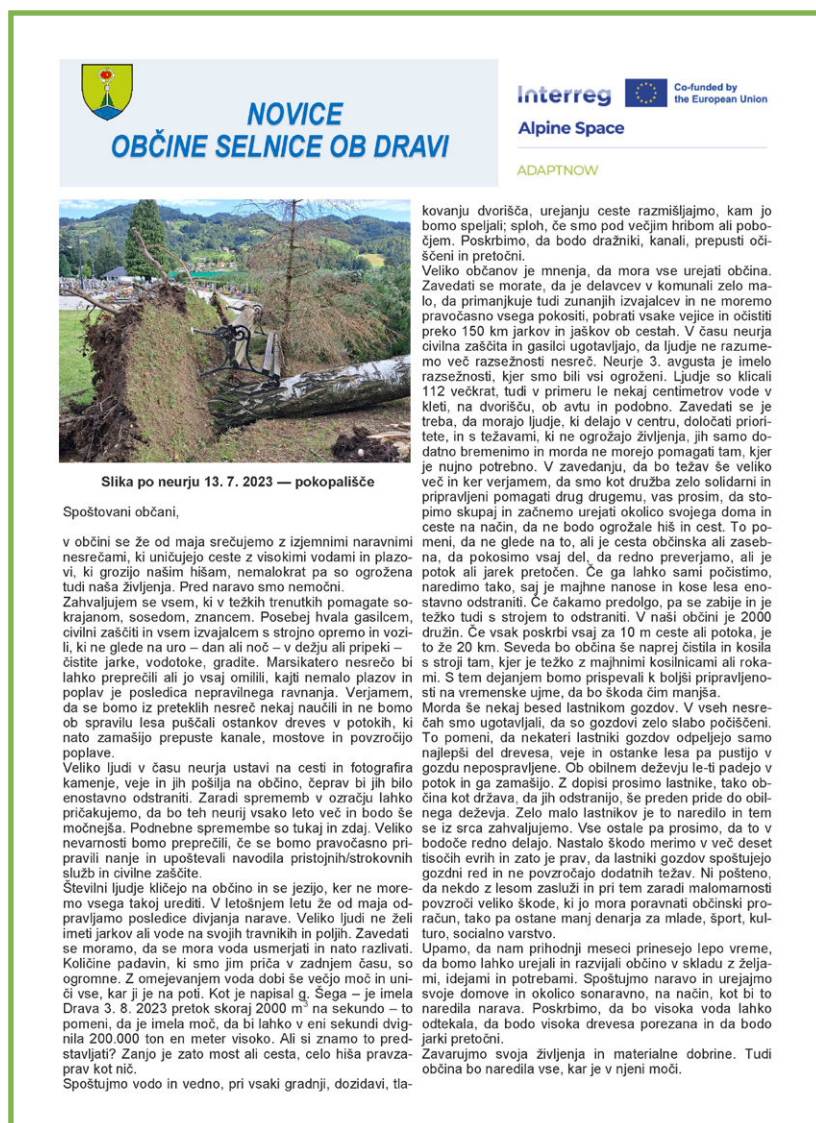 NOVICE
OBČINE SELNICE OB DRAVI
Interreg
Co-funded by
the European Union
Alpine Space
ADAPTNOW
Slika po neurju 13. 7. 2023 — pokopališče
Spoštovani občani,
v občini se že od maja srečujemo z izjemnimi naravnimi
nesrečami, ki uničujejo ceste z visokimi vodami in plazo-
vi, ki grozijo našim hišam, nemalokrat pa so ogrožena
tudi naša življenja. Pred naravo smo nemočni.
Zahvaljujem se vsem, ki v težkih trenutkih pomagate so-
krajanom, sosedom, znancem. Posebej hvala gasilcem,
civilni zaščiti in vsem izvajalcem s strojno opremo in vozi-
li, ki ne glede na uro – dan ali noč – v dežju ali pripeki –
čistite jarke, vodotoke, gradite. Marsikatero nesrečo bi
lahko preprečili ali jo vsaj omilili, kajti nemalo plazov in
poplav je posledica nepravilnega ravnanja. Verjamem,
da se bomo iz preteklih nesreč nekaj naučili in ne bomo
ob spravilu lesa puščali ostankov dreves v potokih, ki
nato zamašijo prepuste kanale, mostove in povzročijo
poplave.
Veliko ljudi v času neurja ustavi na cesti in fotografira
kamenje, veje in jih pošilja na občino, čeprav bi jih bilo
enostavno odstraniti. Zaradi sprememb v ozračju lahko
pričakujemo, da bo teh neurij vsako leto več in bodo še
močnejša. Podnebne spremembe so tukaj in zdaj. Veliko
nevarnosti bomo preprečili, če se bomo pravočasno pri-
pravili nanje in upoštevali navodila pristojnih/strokovnih
služb in civilne zaščite.
Številni ljudje kličejo na občino in se jezijo, ker ne more-
mo vsega takoj urediti. V letošnjem letu že od maja od-
pravljamo posledice divjanja narave. Veliko ljudi ne želi
imeti jarkov ali vode na svojih travnikih in poljih. Zavedati
se moramo, da se mora voda usmerjati in nato razlivati.
Količine padavin, ki smo jim priča v zadnjem času, so
ogromne. Z omejevanjem voda dobi še večjo moč in uni-
či vse, kar ji je na poti. Kot je napisal g. Šega – je imela
Drava 3. 8. 2023 pretok skoraj 2000 m³ na sekundo – to
pomeni, da je imela moč, da bi lahko v eni sekundi dvig-
nila 200.000 ton en meter visoko. Ali si znamo to pred-
stavljati? Zanjo je zato most ali cesta, celo hiša pravza-
prav kot nič.
Spoštujmo vodo in vedno, pri vsaki gradnji, dozidavi, tla-
kovanju dvorišča, urejanju ceste razmišljajmo, kam jo
bomo speljali; sploh, če smo pod večjim hribom ali pobo-
čjem. Poskrbimo, da bodo dražniki, kanali, prepusti oči-
ščeni in pretočni.
Veliko občanov je mnenja, da mora vse urejati občina.
Zavedati se morate, da je delavcev v komunali zelo ma-
lo, da primanjkuje tudi zunanjih izvajalcev in ne moremo
pravočasno vsega pokositi, pobrati vsake vejice in očistiti
preko 150 km jarkov in jaškov ob cestah. V času neurja
civilna zaščita in gasilci ugotavljajo, da ljudje ne razume-
mo več razsežnosti nesreč. Neurje 3. avgusta je imelo
razsežnosti, kjer smo bili vsi ogroženi. Ljudje so klicali
112 večkrat, tudi v primeru le nekaj centimetrov vode v
kleti, na dvorišču, ob avtu in podobno. Zavedati se je
treba, da morajo ljudje, ki delajo v centru, določati priori-
tete, in s težavami, ki ne ogrožajo življenja, jih samo do-
datno bremenimo in morda ne morejo pomagati tam, kjer
je nujno potrebno. V zavedanju, da bo težav še veliko
več in ker verjamem, da smo kot družba zelo solidarni in
pripravljeni pomagati drug drugemu, vas prosim, da sto-
pimo skupaj in začnemo urejati okolico svojega doma in
ceste na način, da ne bodo ogrožale hiš in cest. To po-
meni, da ne glede na to, ali je cesta občinska ali zaseb-
na, da pokosimo vsaj del, da redno preverjamo, ali je
potok ali jarek pretočen. Če ga lahko sami počistimo,
naredimo tako, saj je majhne nanose in kose lesa eno-
stavno odstraniti. Če čakamo predolgo, pa se zabije in je
težko tudi s strojem to odstraniti. V naši občini je 2000
družin. Če vsak poskrbi vsaj za 10 m ceste ali potoka, je
to že 20 km. Seveda bo občina še naprej čistila in kosila
s stroji tam, kjer je težko z majhnimi kosilnicami ali roka-
mi. S tem dejanjem bomo prispevali k boljši pripravljeno-
sti na vremenske ujme, da bo škoda čim manjša.
Morda še nekaj besed lastnikom gozdov. V vseh nesre-
čah smo ugotavljali, da so gozdovi zelo slabo počiščeni.
To pomeni, da nekateri lastniki gozdov odpeljejo samo
najlepši del drevesa, veje in ostanke lesa pa pustijo v
gozdu nepospravljene. Ob obilnem deževju le-ti padejo v
potok in ga zamašijo. Z dopisi prosimo lastnike, tako ob-
čina kot država, da jih odstranijo, še preden pride do obil-
nega deževja. Zelo malo lastnikov je to naredilo in tem
se iz srca zahvaljujemo. Vse ostale pa prosimo, da to v
bodoče redno delajo. Nastalo škodo merimo v več deset
tisočih evrih in zato je prav, da lastniki gozdov spoštujejo
gozdni red in ne povzročajo dodatnih težav. Ni pošteno,
da nekdo z lesom zasluži in pri tem zaradi malomarnosti
povzroči veliko škode, ki jo mora poravnati občinski pro-
račun, tako pa ostane manj denarja za mlade, šport, kul-
turo, socialno varstvo.
Upamo, da nam prihodnji meseci prinesejo lepo vreme,
da bomo lahko urejali in razvijali občino v skladu z želja-
mi, idejami in potrebami. Spoštujmo naravo in urejajmo
svoje domove in okolico sonaravno, na način, kot bi to
naredila narava. Poskrbimo, da bo visoka voda lahko
odtekala, da bodo visoka drevesa porezana in da bodo
jarki pretočni.
Zavarujmo svoja življenja in materialne dobrine. Tudi
občina bo naredila vse, kar je v njeni moči.